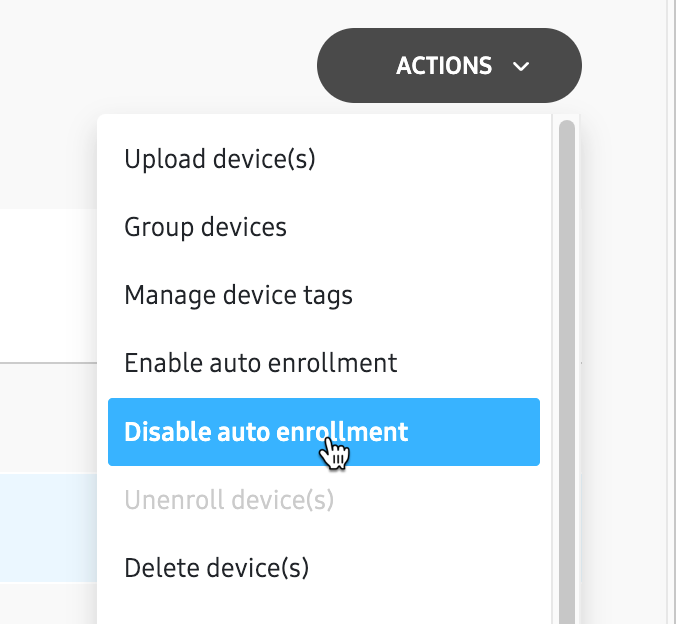 ACTIONS
Upload device(s)
Group devices
Manage device tags
Enable auto enrollment
Disable auto enrollment
Unenroll device(s)
Delete device(s)